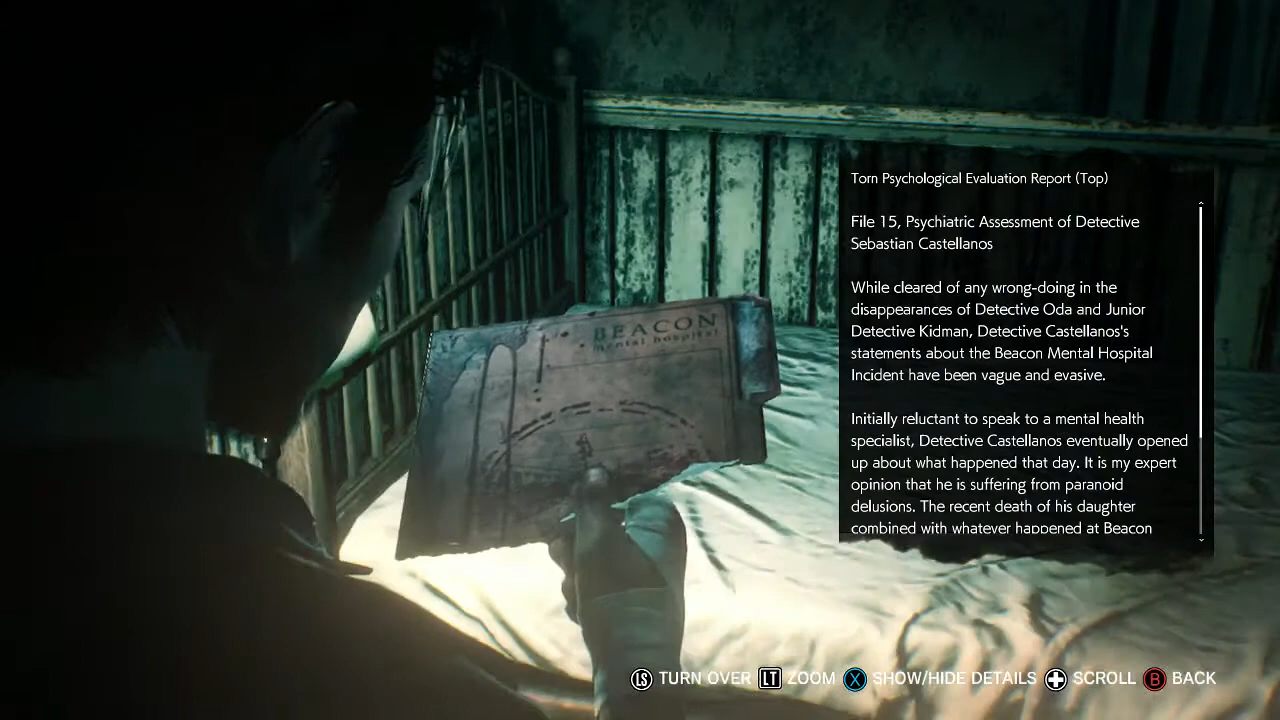 Torn Psychological Evaluation Report (Top)
File 15, Psychiatric Assessment of Detective
Sebastian Castellanos
While cleared of any wrong-doing in the
disappearances of Detective Oda and Junior
Detective Kidman, Detective Castellanos's
statements about the Beacon Mental Hospital
Incident have been vague and evasive.
Initially reluctant to speak to a mental health
specialist, Detective Castellanos eventually opened
up about what happened that day. It is my expert
opinion that he is suffering from paranoid
delusions. The recent death of his daughter
combined with whatever happened at Beacon
BEACON
mental hospital
LS TURN OVER LT ZOOM X SHOW/HIDE DETAILS SCROLL B BACK